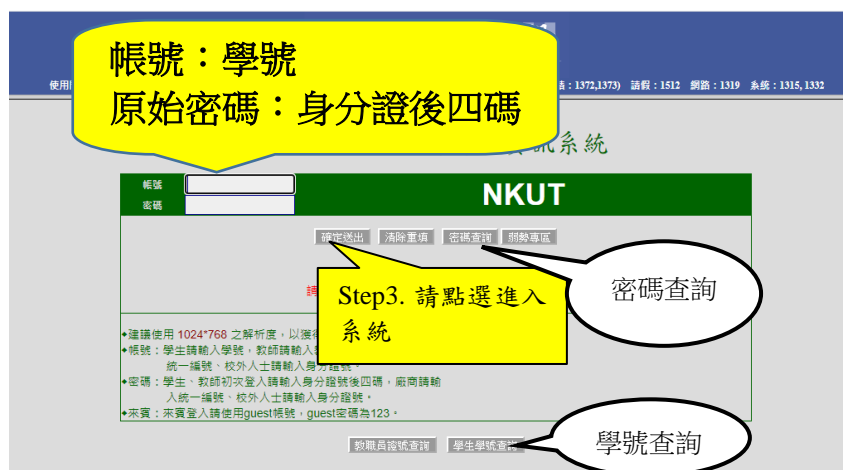 帳號：學號
原始密碼：身分證後四碼
使用
：1372,1373) 請假：1512 網路：1319 系統：1315, 1332
系統
帳號
密碼
NKUT
確定送出 清除重填 密碼查詢 弱勢專區
密碼查詢
Step3. 請點選進入
系統
◆建議使用 1024*768 之解析度，以獲
◆帳號：學生請輸入學號，教師請輸入
統一編號、校外人士請輸入身分證號。
◆密碼：學生、教師初次登入請輸入身分證號後四碼，廠商請輸
入統一編號、校外人士請輸入身分證號。
◆來賓：來賓登入請使用guest帳號，guest密碼為123。
教職員證號查詢 學生學號查詢
學號查詢